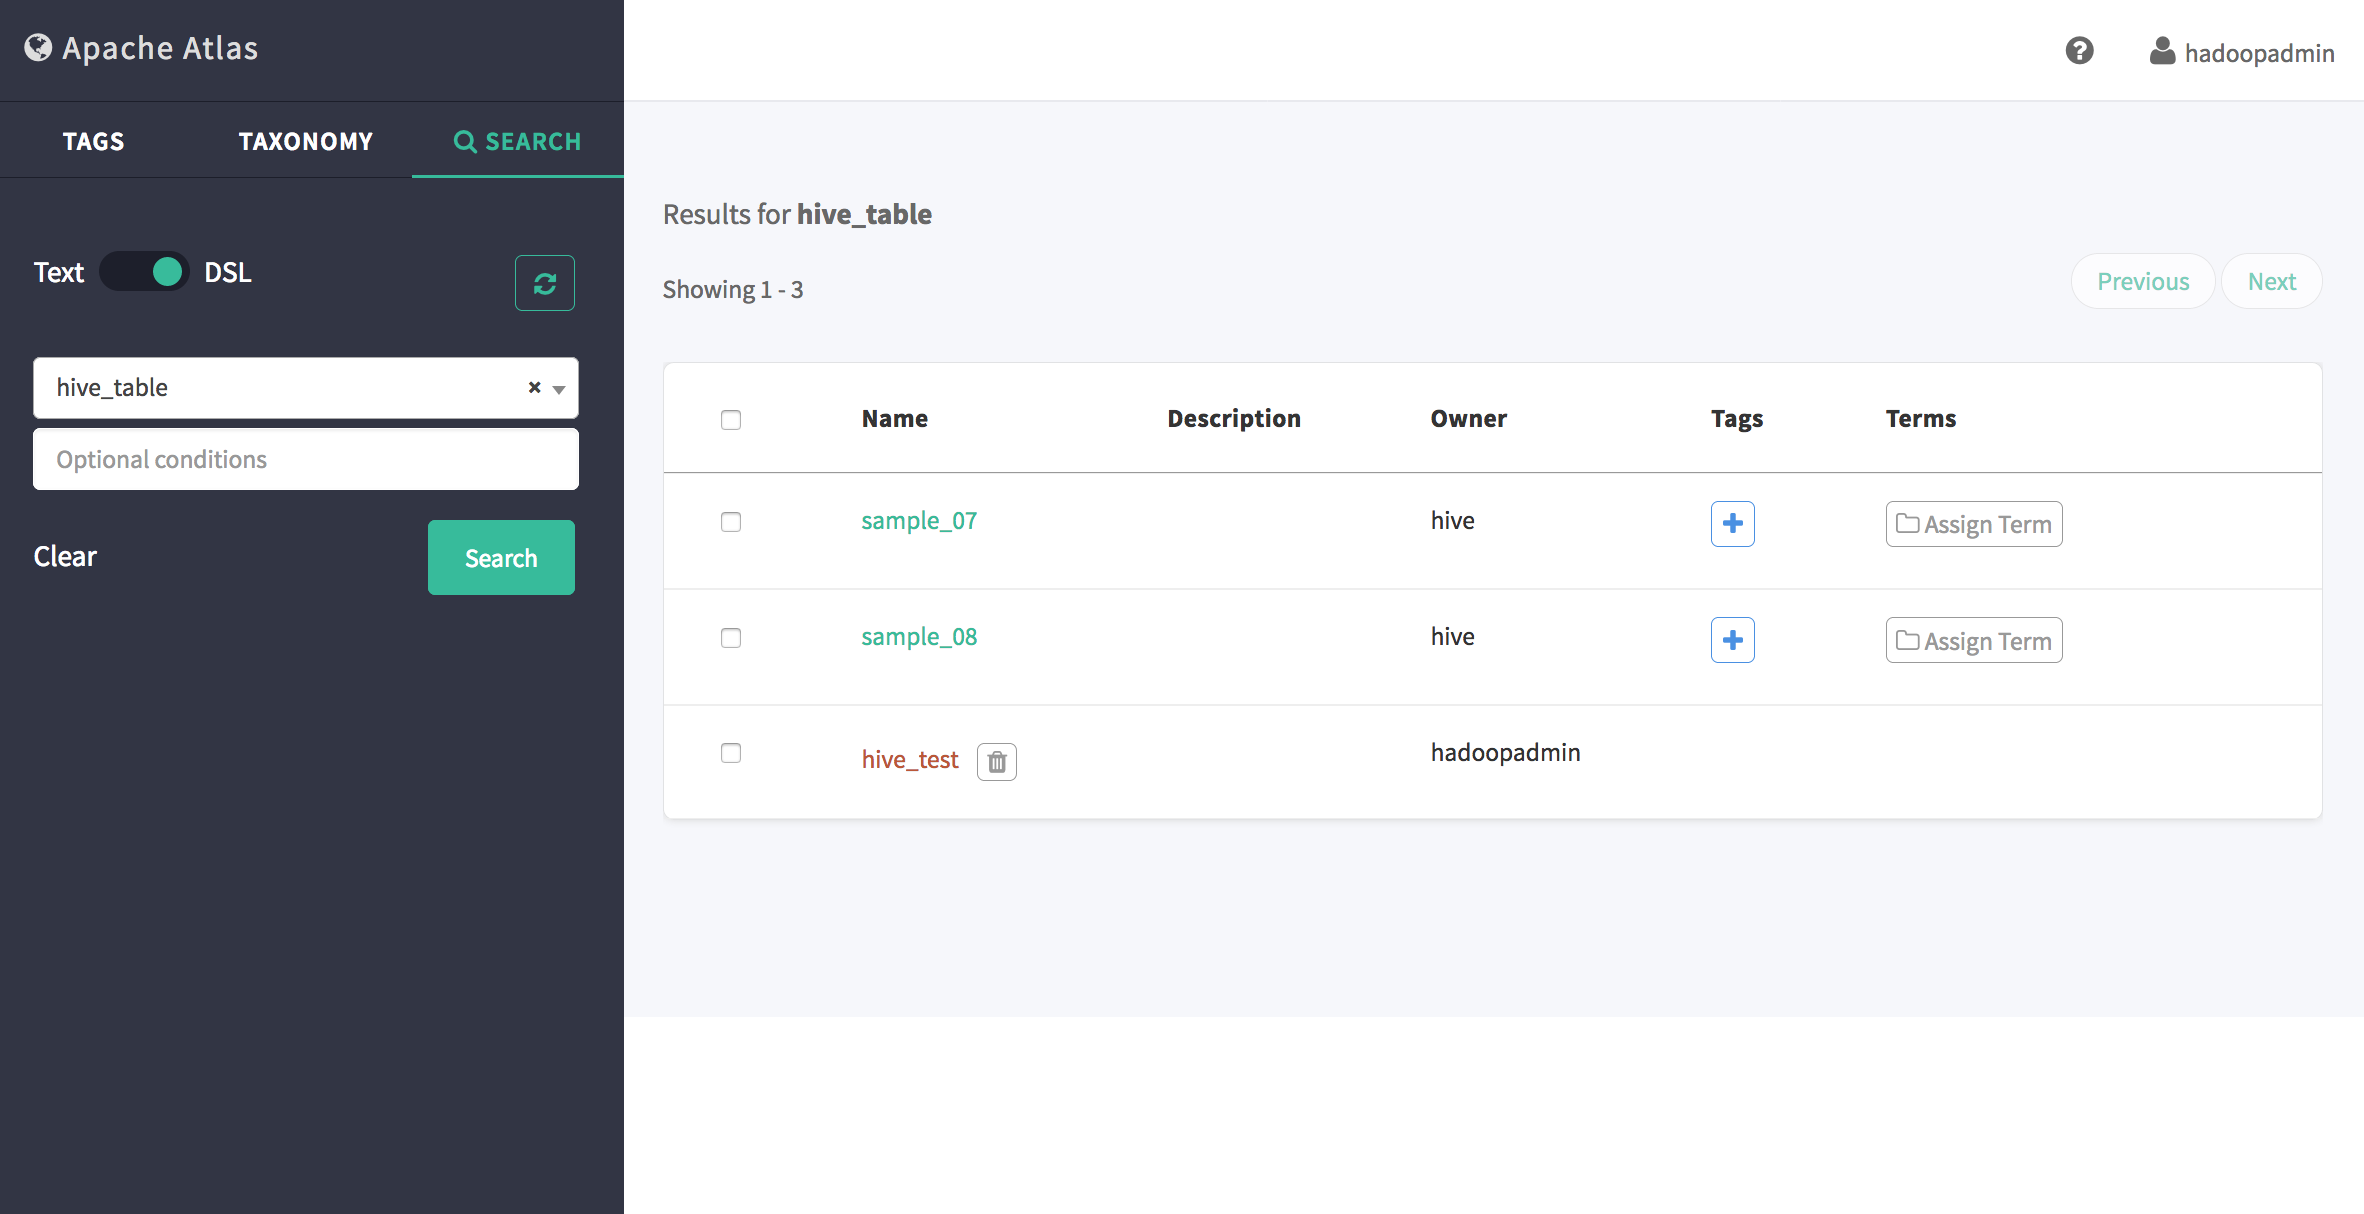 Apache Atlas
hadoopadmin
TAGS
TAXONOMY
SEARCH
Text
DSL
hive_table
Optional conditions
Clear
Search
Results for hive_table
Showing 1 - 3
Previous
Next
Name Description Owner Tags Terms
sample_07 hive Assign Term
sample_08 hive Assign Term
hive_test hadoopadmin